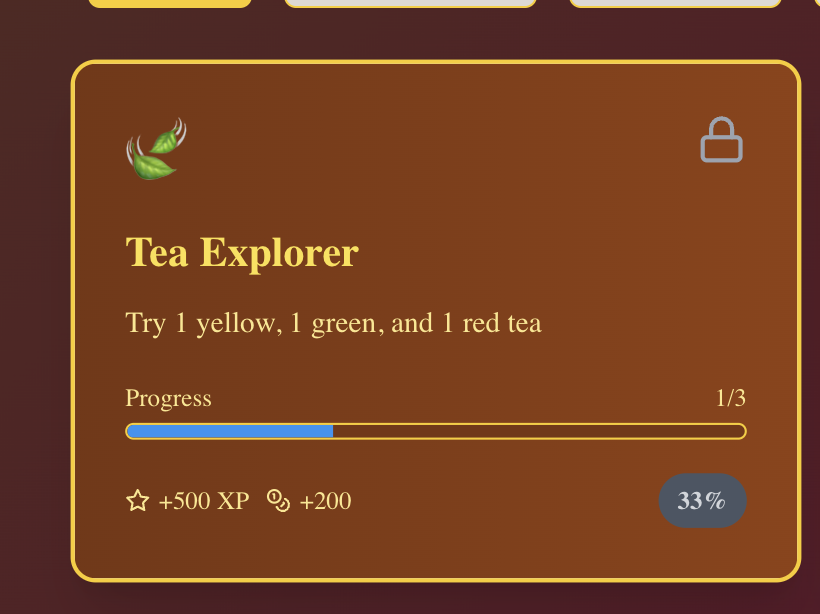 Tea Explorer
Try 1 yellow, 1 green, and 1 red tea
Progress 1/3
+500 XP +200 33%